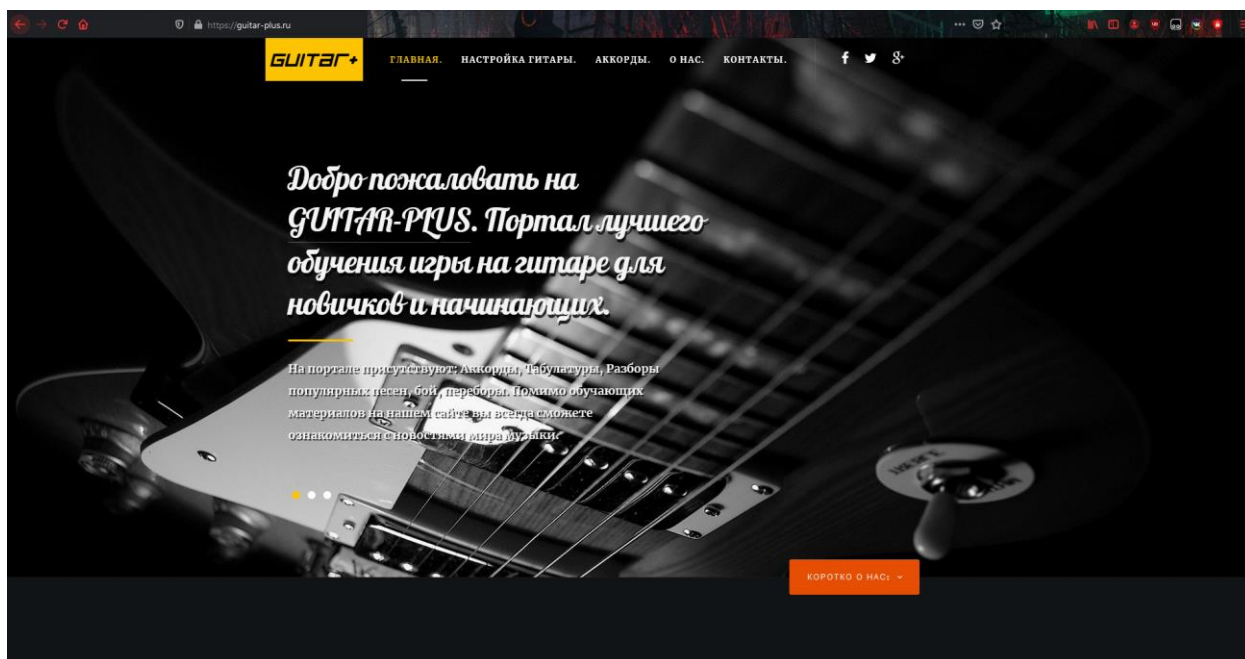 https://guitar-plus.ru
GUITAR+
ГЛАВНАЯ. НАСТРОЙКА ГИТАРЫ. АККОРДЫ. О НАС. КОНТАКТЫ.
Добро пожаловать на
GUITAR-PLUS. Портал лучшего
обучения игры на гитаре для
новичков и начинающих.
На портале присутствуют: Аккорды, Табулатуры, Разборы
популярных песен, бой, переборы. Помимо обучающих
материалов на нашем сайте вы всегда сможете
ознакомиться с новостями мира музыки.
КОРОТКО О НАС: